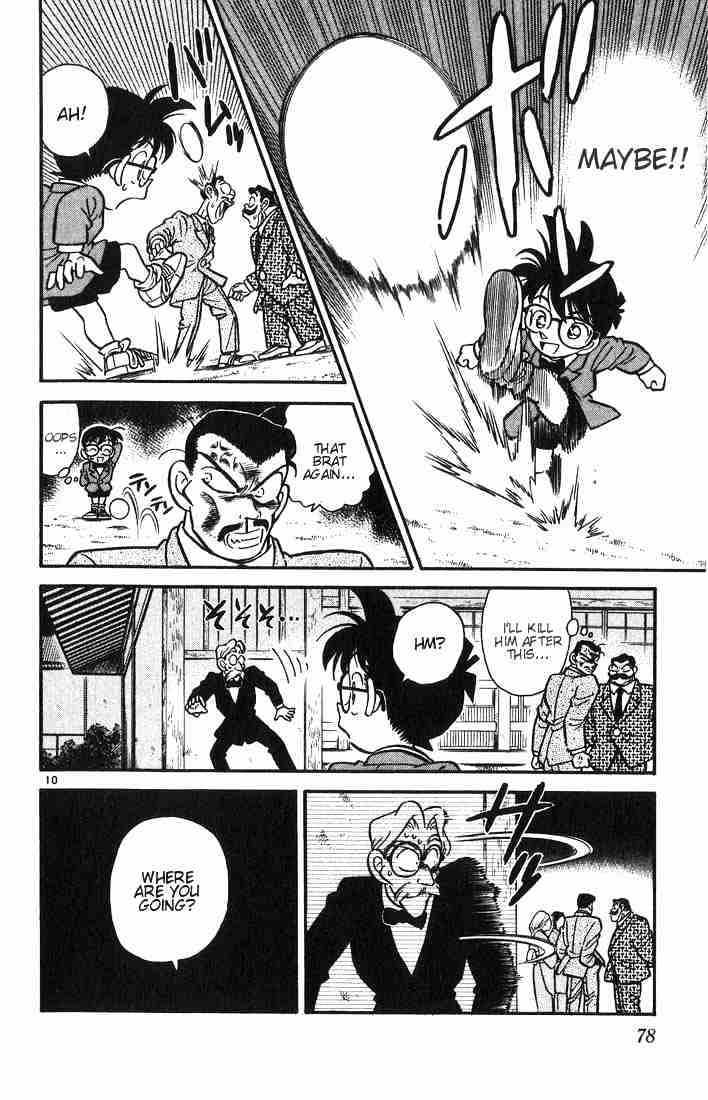 MAYBE!!
AH!
THAT
BRAT
AGAIN...
OOPS
...
I'LL KILL
HIM AFTER
THIS...
HM?
10
WHERE
ARE YOU
GOING?
78